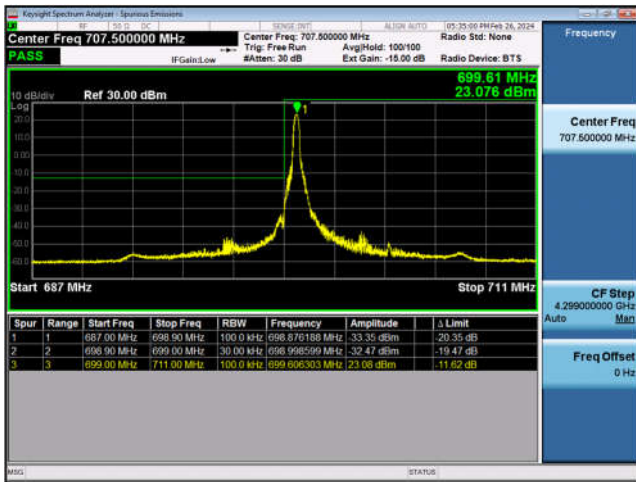 Keysight Spectrum Analyzer - Spurious Emissions
RF 50 Ω DC SENSE:INT ALIGN AUTO 05:35:00 PM Feb 26, 2024
Center Freq 707.500000 MHz Center Freq: 707.500000 MHz Radio Std: None
Trig: Free Run Avg|Hold: 100/100
PASS IFGain:Low #Atten: 30 dB Ext Gain: -15.00 dB Radio Device: BTS
699.61 MHz
23.076 dBm
10 dB/div Ref 30.00 dBm
Log
20.0
10.0
0.00
-10.0
-20.0
-30.0
-40.0
-50.0
-60.0
1
Start 687 MHz Stop 711 MHz
Spur Range Start Freq Stop Freq RBW Frequency Amplitude Δ Limit
1 1 687.00 MHz 698.90 MHz 100.0 kHz 698.876188 MHz -33.35 dBm -20.35 dB
2 2 698.90 MHz 699.00 MHz 30.00 kHz 698.998599 MHz -32.47 dBm -19.47 dB
3 3 699.00 MHz 711.00 MHz 100.0 kHz 699.606303 MHz 23.08 dBm -11.62 dB
MSG STATUS
Frequency
Center Freq
707.500000 MHz
CF Step
4.299000000 GHz
Auto Man
Freq Offset
0 Hz